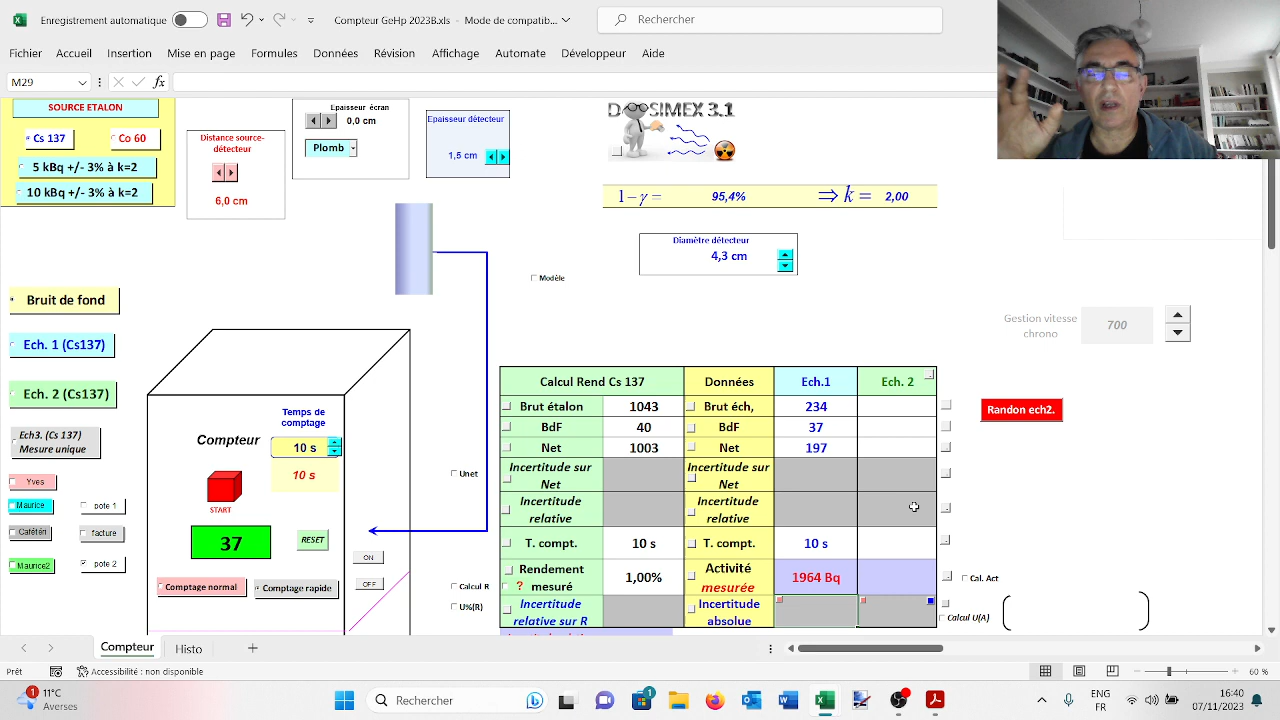 Enregistrement automatique
Compteur GeHp 2023B.xls - Mode de compatib...
Rechercher
Fichier Accueil Insertion Mise en page Formules Données Révision Affichage Automate Développeur Aide
M29
fx
SOURCE ETALON
Cs 137 Co 60
5 kBq +/- 3% à k=2
10 kBq +/- 3% à k=2
Distance source-
détecteur
6,0 cm
Epaisseur écran
0,0 cm
Plomb
Epaisseur détecteur
1,5 cm
DOSIMEX 3.1
1 − γ = 95,4% ⇒ k = 2,00
Diamètre détecteur
4,3 cm
Modèle
Bruit de fond
Ech. 1 (Cs137)
Ech. 2 (Cs137)
Ech3. (Cs 137)
Mesure unique
Yves
Maurice pote 1
Cafétéri facture
Maurice2 pote 2
Temps de
comptage
Compteur
10 s
10 s
START
37
RESET
ON
OFF
Comptage normal Comptage rapide
Unet
Calcul R
U%(R)
Gestion vitesse
chrono
700
Calcul Rend Cs 137 Données Ech.1 Ech. 2
Brut étalon 1043 Brut éch, 234
BdF 40 BdF 37
Net 1003 Net 197
Incertitude sur
Net
Incertitude sur
Net
Incertitude
relative
Incertitude
relative
T. compt. 10 s T. compt. 10 s
Rendement
? mesuré
1,00%
Activité
mesurée
1964 Bq
Incertitude
relative sur R
Incertitude
absolue
Randon ech2.
Cal. Act
Calcul U(A)
Compteur Histo
Prêt
Accessibilité : non disponible
60 %
1
11°C
Averses
Rechercher
1
ENG
FR
16:40
07/11/2023